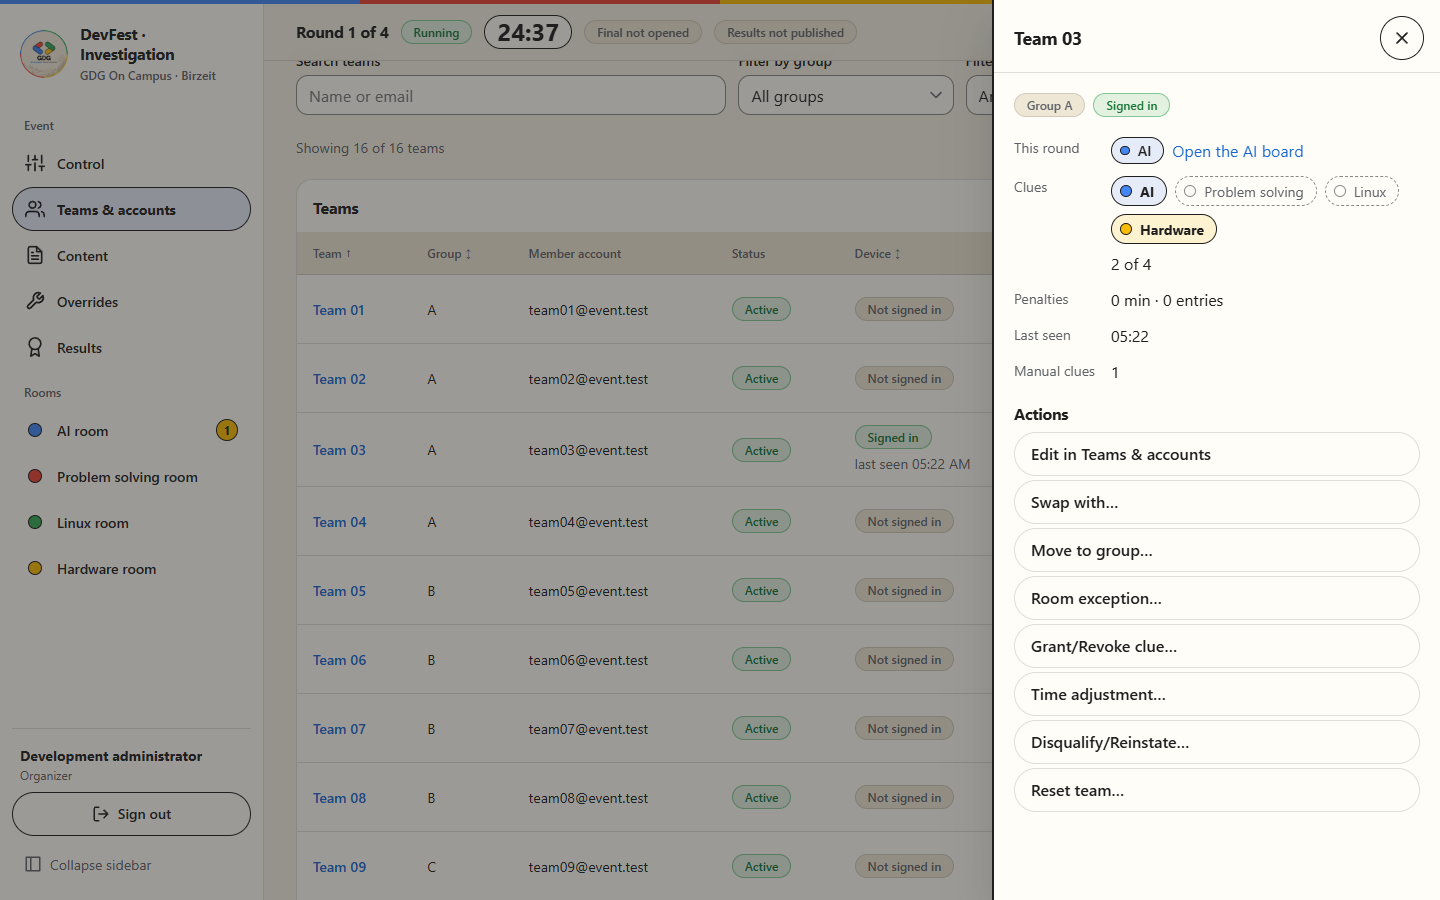 DevFest ·
Investigation
GDG On Campus · Birzeit
Event
Control
Teams & accounts
Content
Overrides
Results
Rooms
AI room
1
Problem solving room
Linux room
Hardware room
Development administrator
Organizer
Sign out
Collapse sidebar
Round 1 of 4
Running
24:37
Final not opened
Results not published
Search teams
Filter by group
Name or email
All groups
Showing 16 of 16 teams
Teams
Team ↑ Group ↕ Member account Status Device ↕
Team 01 A team01@event.test Active Not signed in
Team 02 A team02@event.test Active Not signed in
Team 03 A team03@event.test Active Signed in
last seen 05:22 AM
Team 04 A team04@event.test Active Not signed in
Team 05 B team05@event.test Active Not signed in
Team 06 B team06@event.test Active Not signed in
Team 07 B team07@event.test Active Not signed in
Team 08 B team08@event.test Active Not signed in
Team 09 C team09@event.test Active Not signed in
Team 03
Group A Signed in
This round AI Open the AI board
Clues AI Problem solving Linux
Hardware
2 of 4
Penalties 0 min · 0 entries
Last seen 05:22
Manual clues 1
Actions
Edit in Teams & accounts
Swap with...
Move to group...
Room exception...
Grant/Revoke clue...
Time adjustment...
Disqualify/Reinstate...
Reset team...